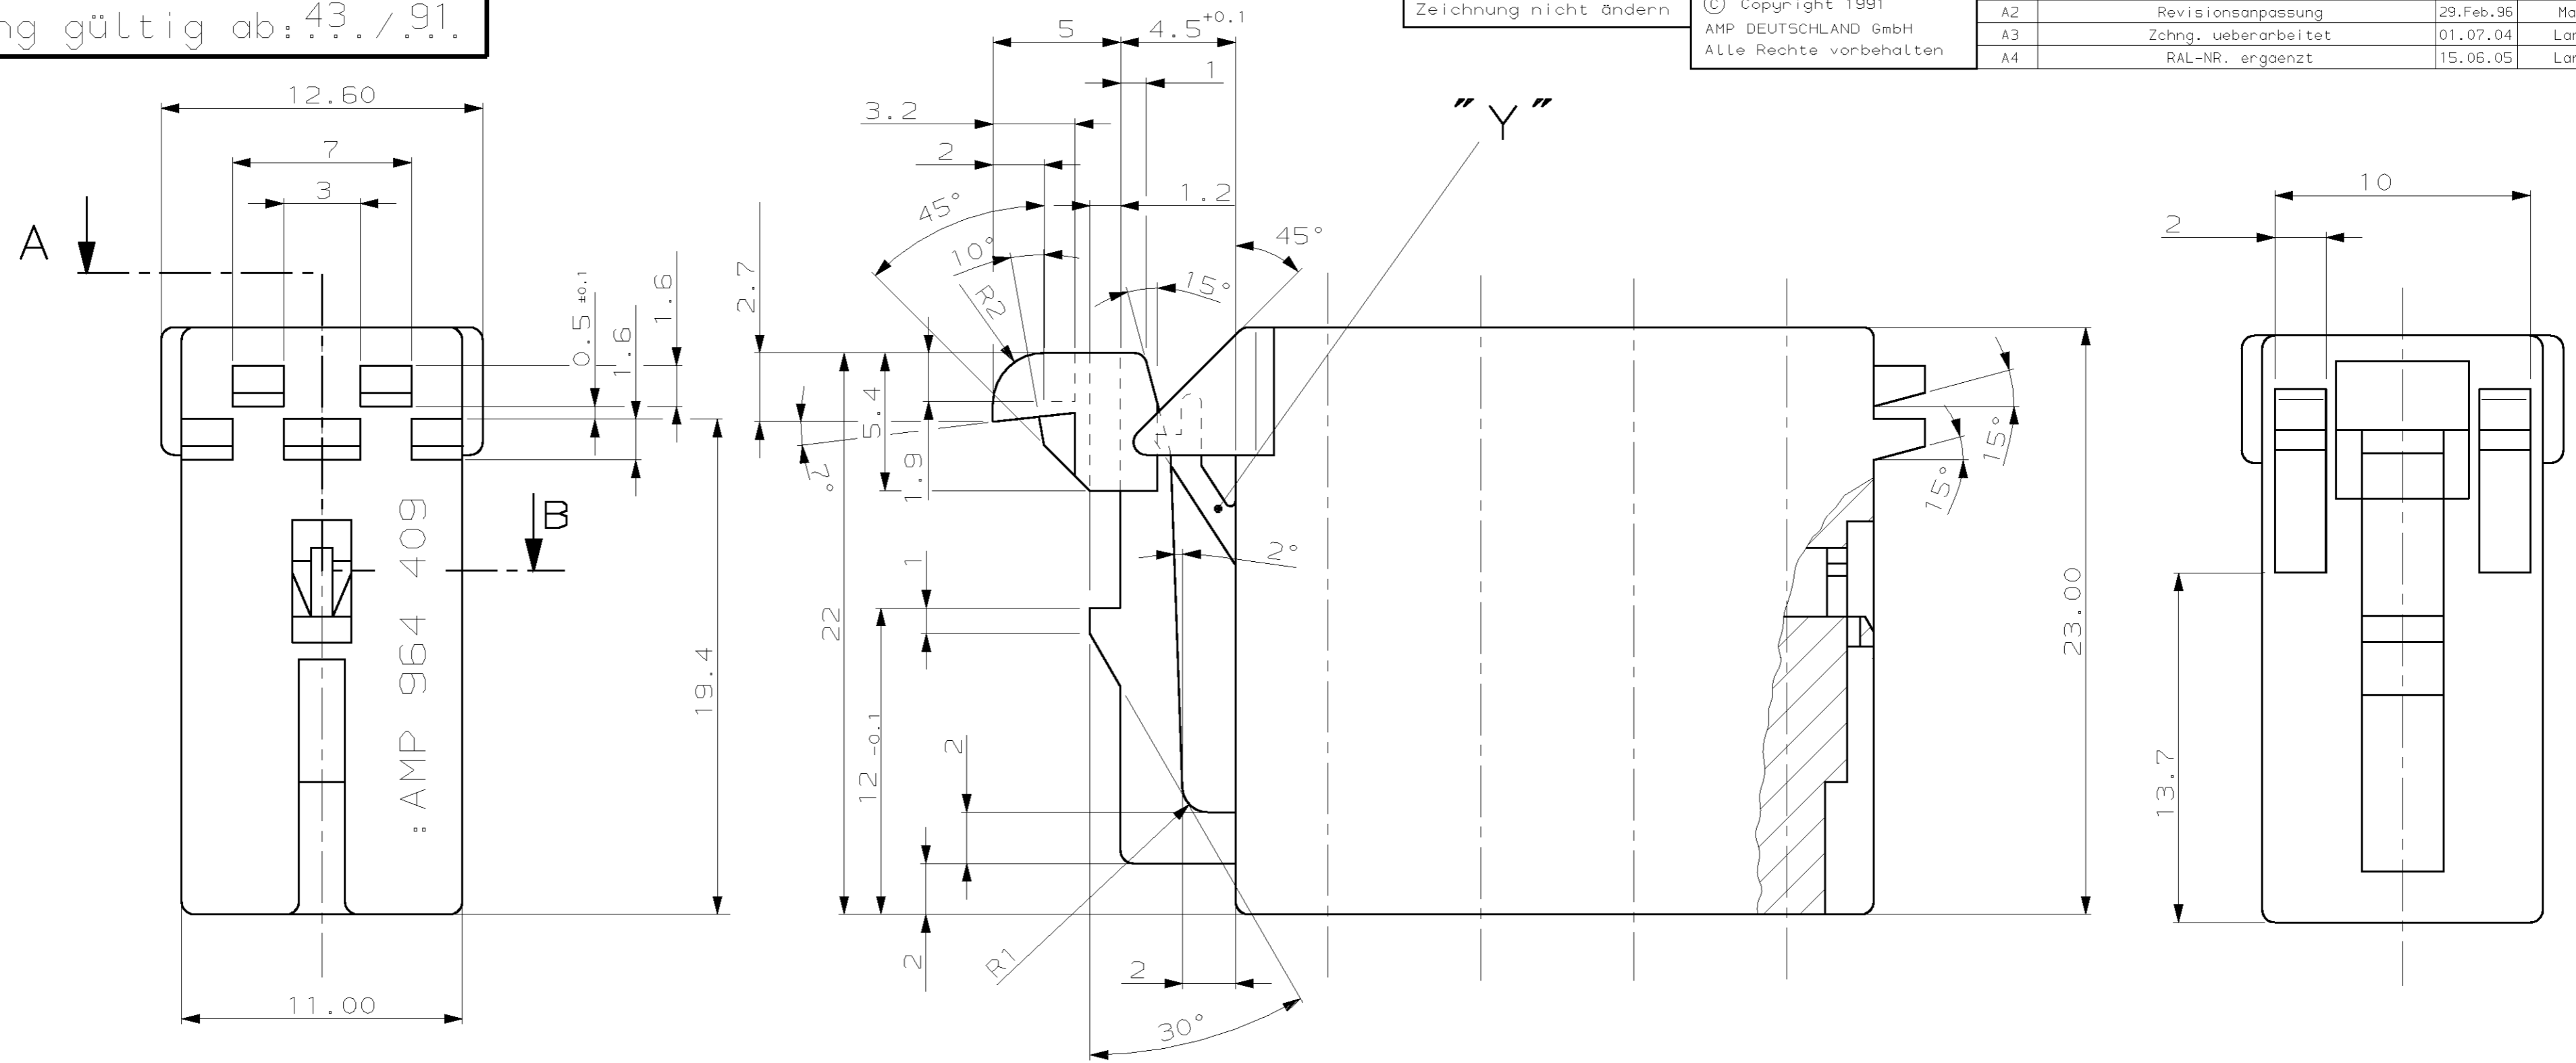 ng gültig ab: 43 / 91
Zeichnung nicht ändern
(C) Copyright 1991
AMP DEUTSCHLAND GmbH
Alle Rechte vorbehalten
A2 Revisionsanpassung 29.Feb.96 Ma
A3 Zchng. ueberarbeitet 01.07.04 Lan
A4 RAL-NR. ergaenzt 15.06.05 Lan
12.60
7
3
A
B
0.5 ±0.1
1.6
1.6
19.4
: AMP 964 409
11.00
5
4.5 +0.1
1
3.2
2
1.2
45°
10°
R2
15°
45°
"Y"
2.7
7°
5.4
1.9
22
1
12 -0.1
2
2
2°
R1
2
30°
15°
15°
23.00
10
2
13.7